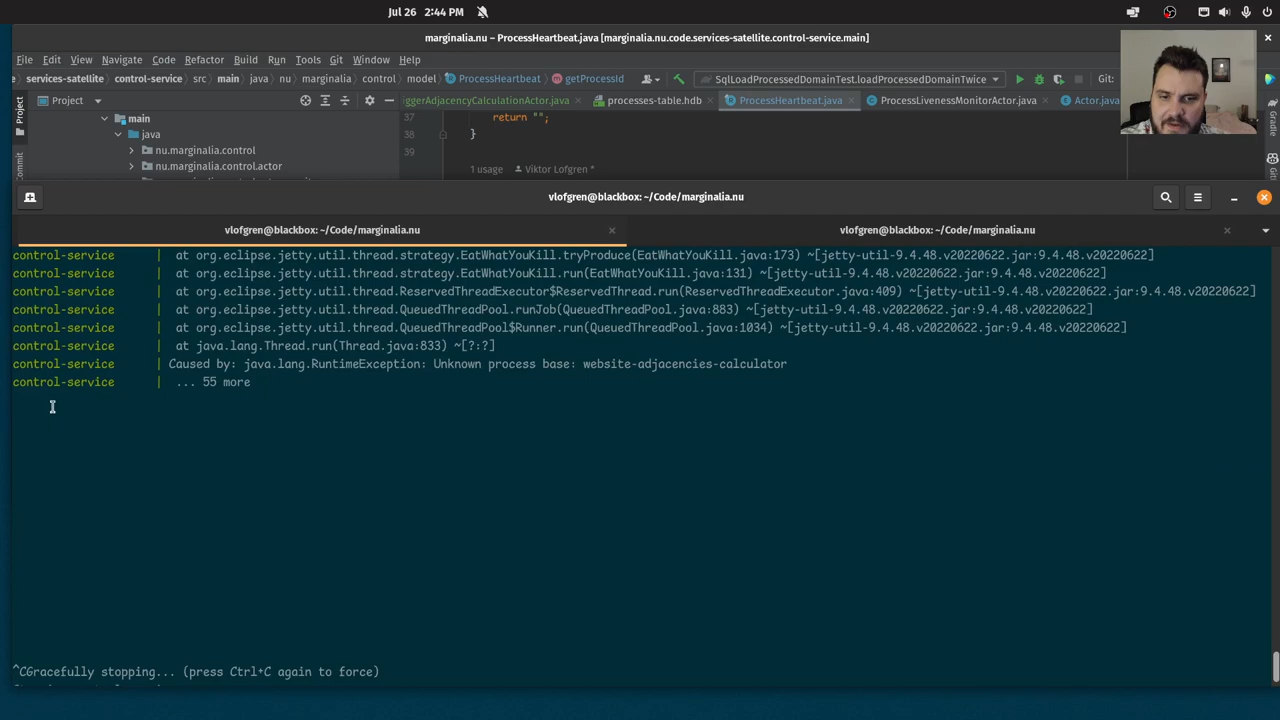 Jul 26 2:44 PM
marginalia.nu – ProcessHeartbeat.java [marginalia.nu.code.services-satellite.control-service.main]
File Edit View Navigate Code Refactor Build Run Tools Git Window Help
services-satellite control-service src main java nu marginalia control model ProcessHeartbeat getProcessId SqlLoadProcessedDomainTest.loadProcessedDomainTwice Git:
Project Project iggerAdjacencyCalculationActor.java processes-table.hdb ProcessHeartbeat.java ProcessLivenessMonitorActor.java Actor.java
Gradle
main
37 return "";
java
38 }
nu.marginalia.control
39
nu.marginalia.control.actor
1 usage Viktor Lofgren *
Commit
vlofgren@blackbox: ~/Code/marginalia.nu
vlofgren@blackbox: ~/Code/marginalia.nu vlofgren@blackbox: ~/Code/marginalia.nu
control-service | at org.eclipse.jetty.util.thread.strategy.EatWhatYouKill.tryProduce(EatWhatYouKill.java:173) ~[jetty-util-9.4.48.v20220622.jar:9.4.48.v20220622]
control-service | at org.eclipse.jetty.util.thread.strategy.EatWhatYouKill.run(EatWhatYouKill.java:131) ~[jetty-util-9.4.48.v20220622.jar:9.4.48.v20220622]
control-service | at org.eclipse.jetty.util.thread.ReservedThreadExecutor$ReservedThread.run(ReservedThreadExecutor.java:409) ~[jetty-util-9.4.48.v20220622.jar:9.4.48.v20220622]
control-service | at org.eclipse.jetty.util.thread.QueuedThreadPool.runJob(QueuedThreadPool.java:883) ~[jetty-util-9.4.48.v20220622.jar:9.4.48.v20220622]
control-service | at org.eclipse.jetty.util.thread.QueuedThreadPool$Runner.run(QueuedThreadPool.java:1034) ~[jetty-util-9.4.48.v20220622.jar:9.4.48.v20220622]
control-service | at java.lang.Thread.run(Thread.java:833) ~[?:?]
control-service | Caused by: java.lang.RuntimeException: Unknown process base: website-adjacencies-calculator
control-service | ... 55 more
^CGracefully stopping... (press Ctrl+C again to force)